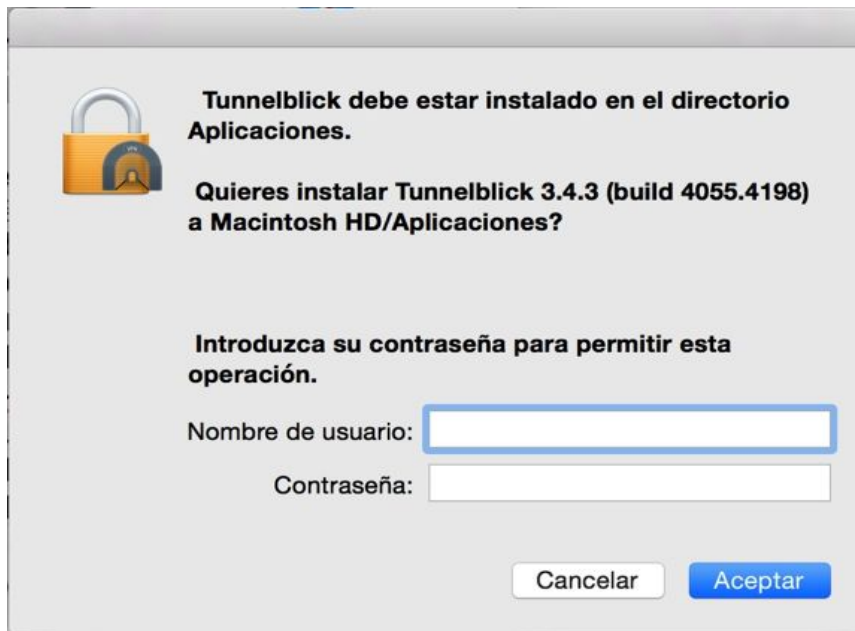 Tunnelblick debe estar instalado en el directorio
Aplicaciones.
Quieres instalar Tunnelblick 3.4.3 (build 4055.4198)
a Macintosh HD/Aplicaciones?
Introduzca su contraseña para permitir esta
operación.
Nombre de usuario:
Contraseña:
Cancelar Aceptar